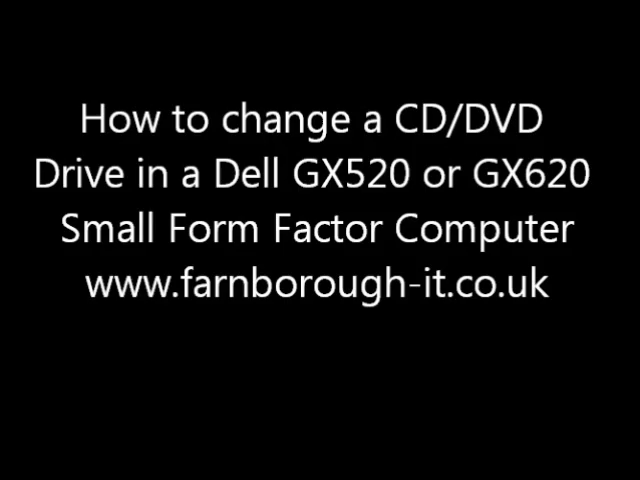 How to change a CD/DVD
Drive in a Dell GX520 or GX620
Small Form Factor Computer
www.farnborough-it.co.uk